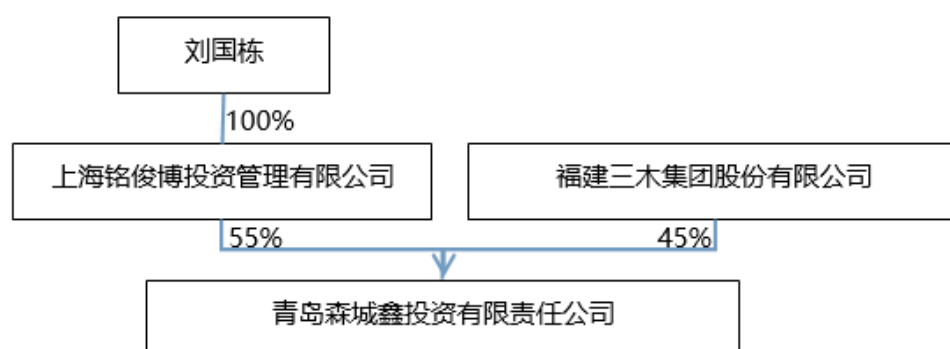 刘国栋
100%
上海铭俊博投资管理有限公司
福建三木集团股份有限公司
55%
45%
青岛森城鑫投资有限责任公司